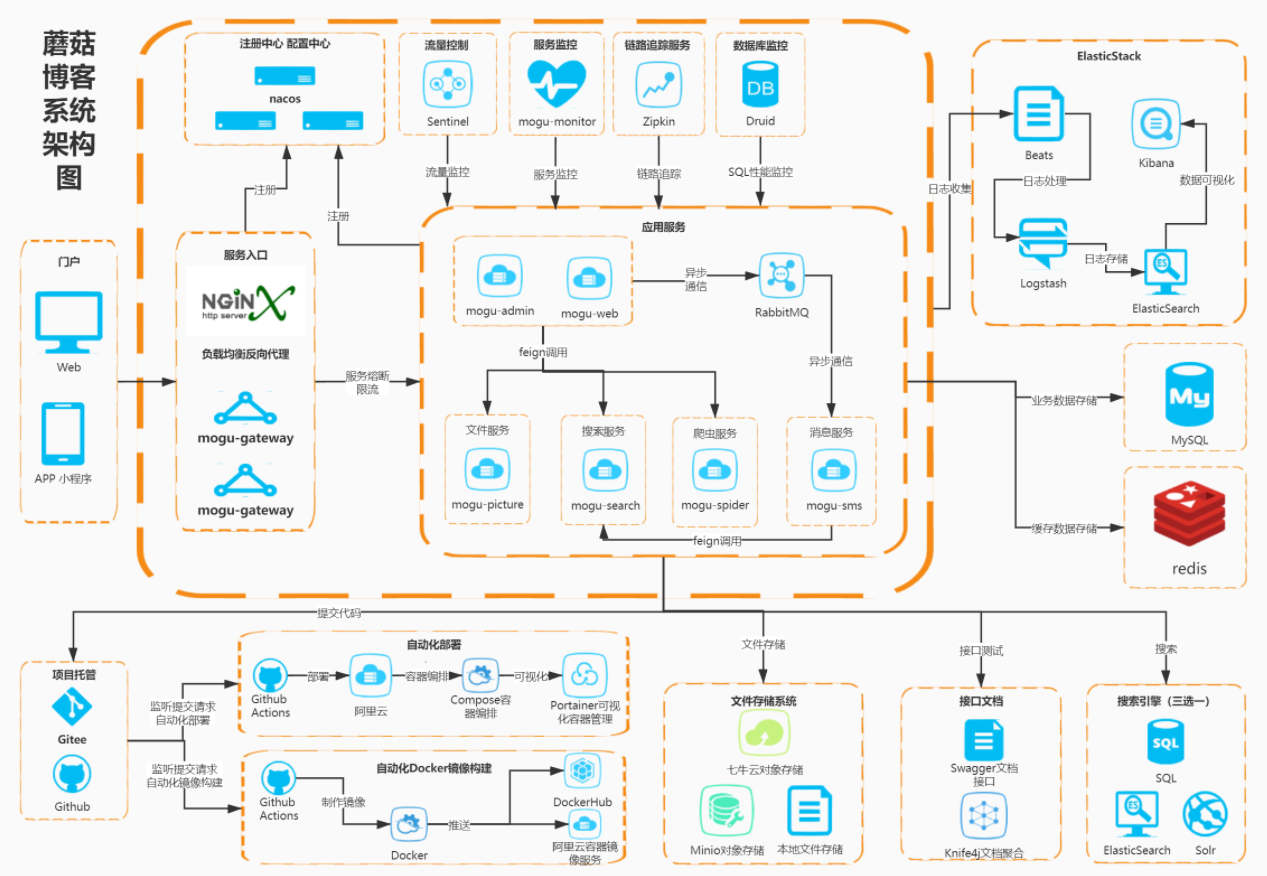 蘑菇
博客
系统
架构
图
注册中心 配置中心
nacos
流量控制
Sentinel
服务监控
mogu-monitor
链路追踪服务
Zipkin
数据库监控
DB
Druid
ElasticStack
Beats
Kibana
日志处理
数据可视化
Logstash
日志存储
ES
ElasticSearch
日志收集
注册
注册
流量监控
服务监控
链路追踪
SQL性能监控
门户
Web
APP 小程序
服务入口
NGiNX
http server
负载均衡反向代理
mogu-gateway
mogu-gateway
服务熔断
限流
应用服务
mogu-admin
mogu-web
异步
通信
RabbitMQ
feign调用
异步通信
文件服务
mogu-picture
搜索服务
mogu-search
爬虫服务
mogu-spider
消息服务
mogu-sms
feign调用
业务数据存储
My
MySQL
缓存数据存储
redis
提交代码
文件存储
接口测试
搜索
项目托管
Gitee
Github
监听提交请求
自动化部署
监听提交请求
自动化镜像构建
自动化部署
Github
Actions
部署
阿里云
容器编排
Compose容
器编排
可视化
Portainer可视
化容器管理
自动化Docker镜像构建
Github
Actions
制作镜像
Docker
推送
DockerHub
阿里云容器镜
像服务
文件存储系统
七牛云对象存储
Minio对象存储
本地文件存储
接口文档
Swagger文档
接口
Knife4j文档聚合
搜索引擎（三选一）
SQL
SQL
ES
ElasticSearch
Solr